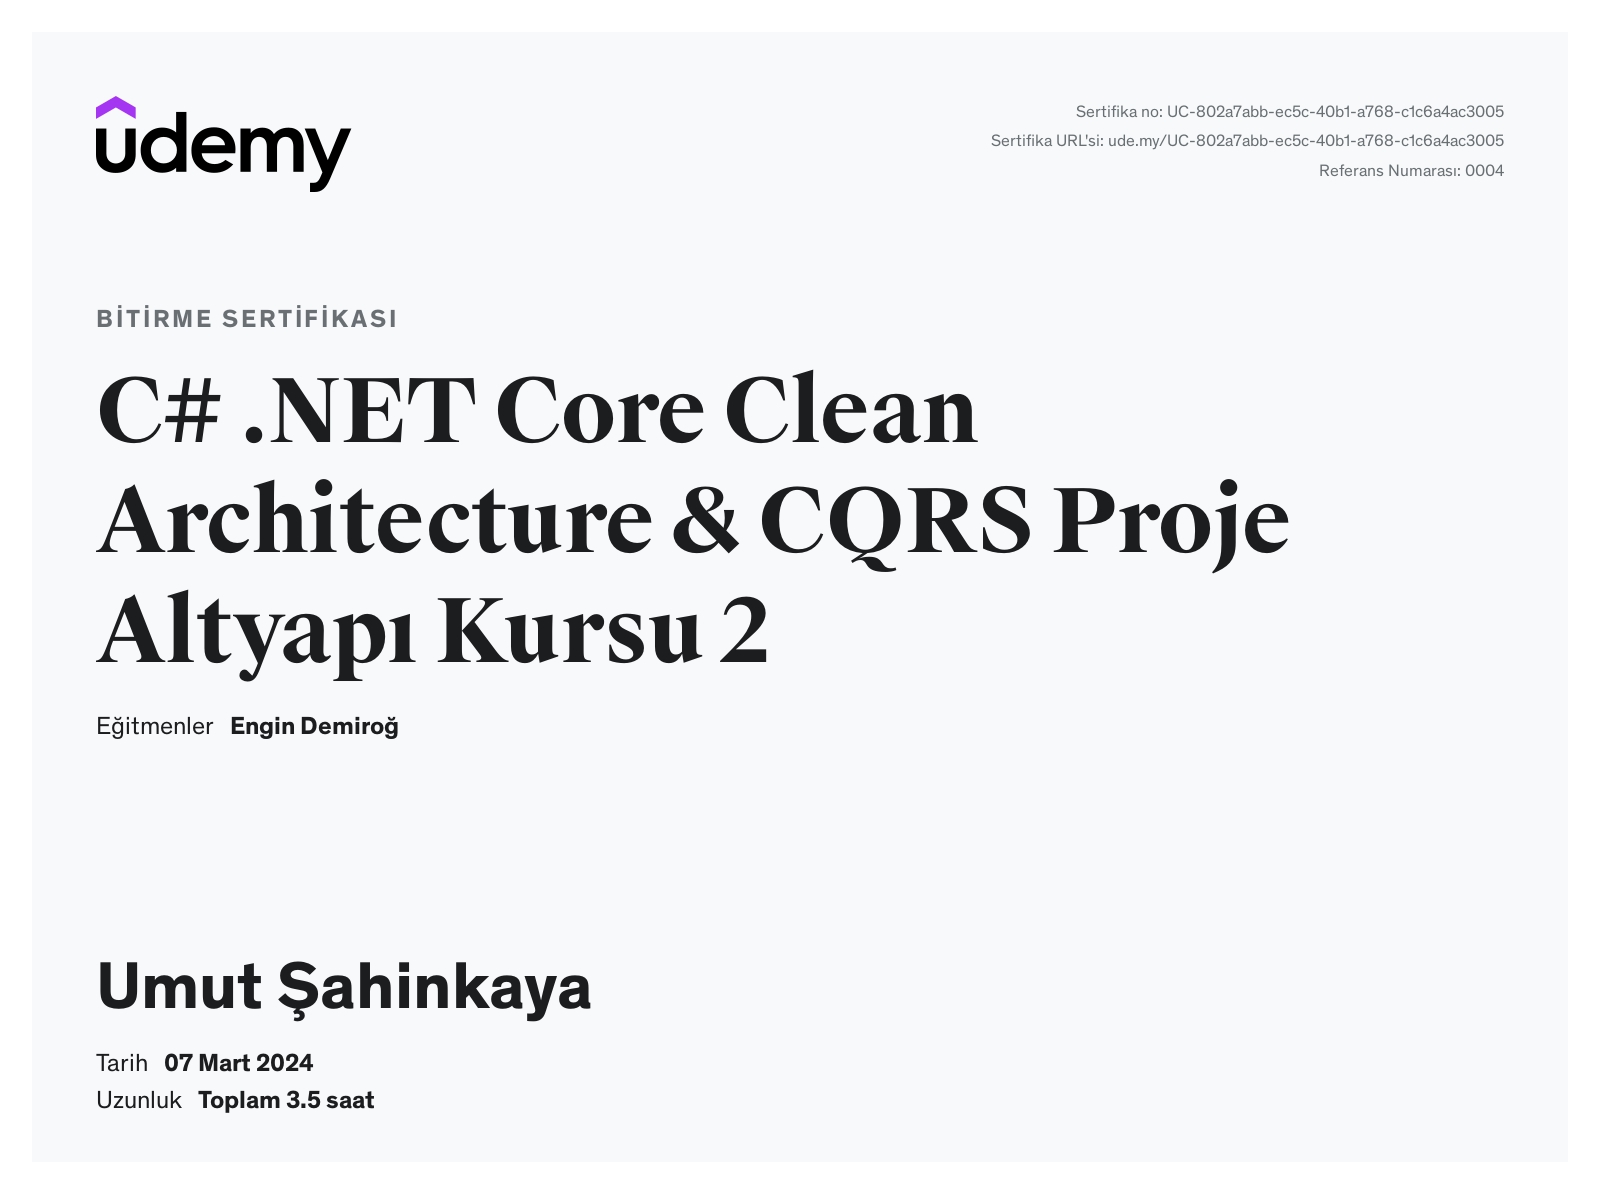 udemy
Sertifika no: UC-802a7abb-ec5c-40b1-a768-c1c6a4ac3005
Sertifika URL'si: ude.my/UC-802a7abb-ec5c-40b1-a768-c1c6a4ac3005
Referans Numarası: 0004
BİTİRME SERTİFİKASI
C# .NET Core Clean
Architecture & CQRS Proje
Altyapı Kursu 2
Eğitmenler Engin Demiroğ
Umut Şahinkaya
Tarih 07 Mart 2024
Uzunluk Toplam 3.5 saat